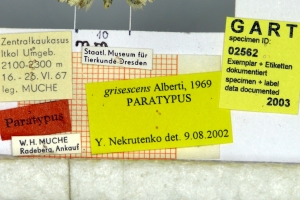 Zentralkaukasus
Itkol Umgeb.
2100-2300 m
16.-23.VI.67
leg. MUCHE
10
Staatl. Museum für
Tierkunde Dresden
Paratypus
W.H. MUCHE
Radeberg, Ankauf
grisescens Alberti, 1969
PARATYPUS
Y. Nekrutenko det. 9.08.2002
GART
specimen ID:
02562
Exemplar + Etiketten
dokumentiert
specimen + label
data documented
2003